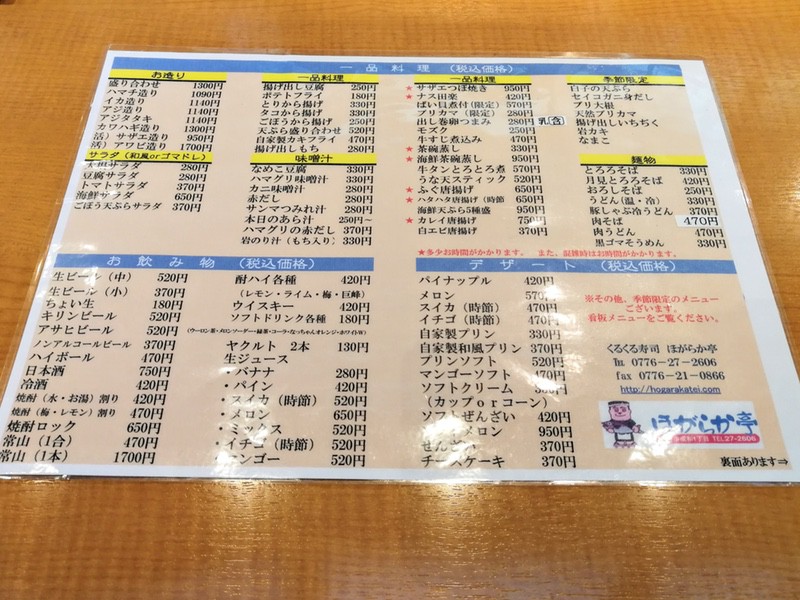 一品料理 (税込価格)
お造り
盛り合わせ 1300円
ハマチ造り 1090円
イカ造り 1140円
アジ造り 1140円
アジタタキ 1140円
カワハギ造り 1300円
活）サザエ造り 950円
活）アワビ造り 1700円
サラダ（和風orゴマドレ）
大根サラダ 280円
豆腐サラダ 280円
トマトサラダ 370円
海鮮サラダ 650円
ごぼう天ぷらサラダ 370円
一品料理
揚げ出し豆腐 250円
ポテトフライ 180円
とりから揚げ 330円
タコから揚げ 330円
ごぼうから揚げ 250円
天ぷら盛り合わせ 520円
自家製カキフライ 470円
揚げ出しもち 280円
味噌汁
なめこ豆腐 330円
ハマグリ味噌汁 330円
カニ味噌汁 280円
赤だし 280円
サンマつみれ汁 280円
本日のあら汁 250円~
ハマグリの赤だし 370円
岩のり汁（もち入り）330円
一品料理
★サザエつぼ焼き 950円
★ナス田楽 420円
ばい貝煮付（限定）570円
ブリカマ（限定）280円
出し巻卵つまみ 280円 乳(含)
モズク 250円
牛すじ煮込み 470円
★茶碗蒸し 330円
★海鮮茶碗蒸し 950円
牛タンとろとろ煮 570円
うな天スティック 520円
★ふぐ唐揚げ 650円
★ハタハタ唐揚げ（時節）650円
海鮮天ぷら5種盛 950円
★カレイ唐揚げ 750円
白エビ唐揚げ 370円
季節限定
白子の天ぷら
セイコガニ身だし
ブリ大根
天然ブリカマ
揚げ出しいちぢく
岩カキ
なまこ
麺物
とろろそば 330円
月見とろろそば 420円
おろしそば 250円
うどん（温・冷）330円
豚しゃぶ冷うどん 370円
肉そば 470円
肉うどん 470円
黒ゴマそうめん 330円
★多少お時間がかかります。 また、混雑時はお時間がかかります。
お飲み物 (税込価格)
生ビール（中）520円
生ビール（小）370円
ちょい生 180円
キリンビール 520円
アサヒビール 520円
ノンアルコールビール 370円
ハイボール 470円
日本酒 750円
冷酒 420円
焼酎（水・お湯）割り 420円
焼酎（梅・レモン）割り 470円
焼酎ロック 650円
常山（1合）470円
常山（1本）1700円
酎ハイ各種 420円
（レモン・ライム・梅・巨峰）
ウイスキー 420円
ソフトドリンク各種 180円
ヤクルト 2本 130円
生ジュース
・バナナ 280円
・パイン 420円
・スイカ（時節）520円
・メロン 650円
・ミックス 520円
・イチゴ（時節）520円
・マンゴー 520円
デザート (税込価格)
パイナップル 420円
メロン 570円
スイカ（時節）420円
イチゴ（時節）470円
自家製プリン 330円
自家製和風プリン 370円
プリンソフト 520円
マンゴーソフト 470円
ソフトクリーム 330円
（カップorコーン）
ソフトぜんざい 420円
メロン 950円
ぜんざい 370円
チーズケーキ 370円
※その他、季節限定のメニュー
ございます。
看板メニューをご覧ください。
くるくる寿司 ほがらか亭
℡ 0776-27-2606
fax 0776-21-0866
http://hogarakatei.com/
ほがらか亭
TEL27-2606
裏面あります⇒